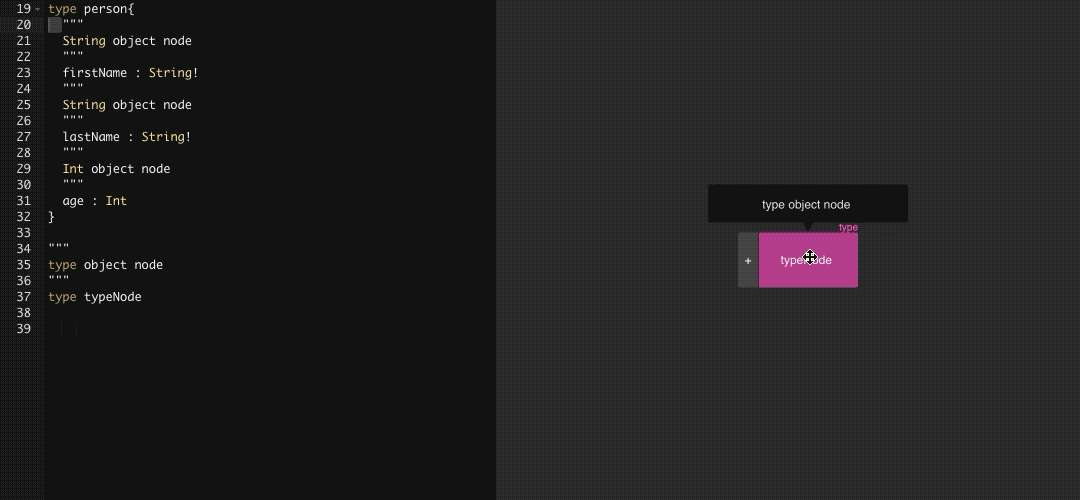 19 type person{
20 """
21 String object node
22 """
23 firstName : String!
24 """
25 String object node
26 """
27 lastName : String!
28 """
29 Int object node
30 """
31 age : Int
32 }
33
34 """
35 type object node
36 """
37 type typeNode
38
39
type object node
type
+